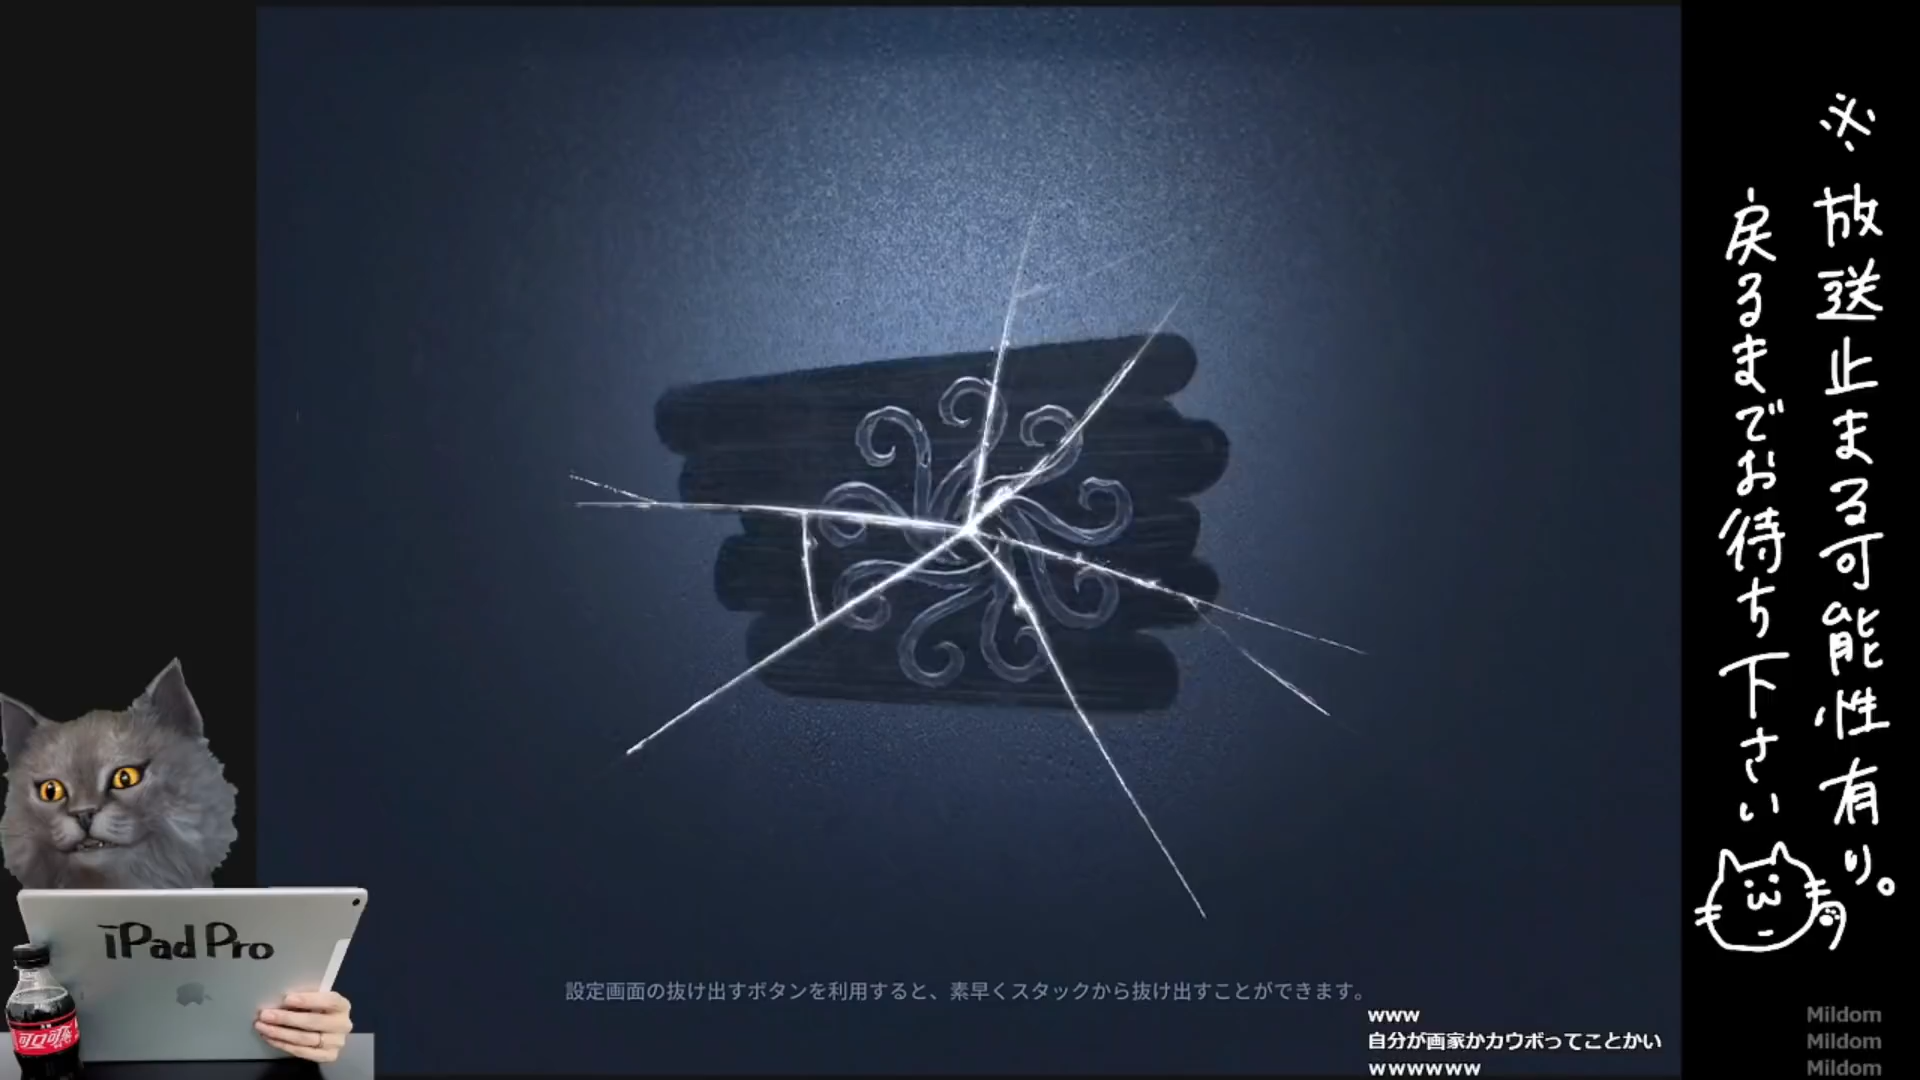 ※放送止まる可能性有り。
戻るまでお待ち下さい
iPad Pro
可口可乐
設定画面の抜け出すボタンを利用すると、素早くスタックから抜け出すことができます。
www
自分が画家かカウボってことかい
wwwwww
Mildom
Mildom
Mildom